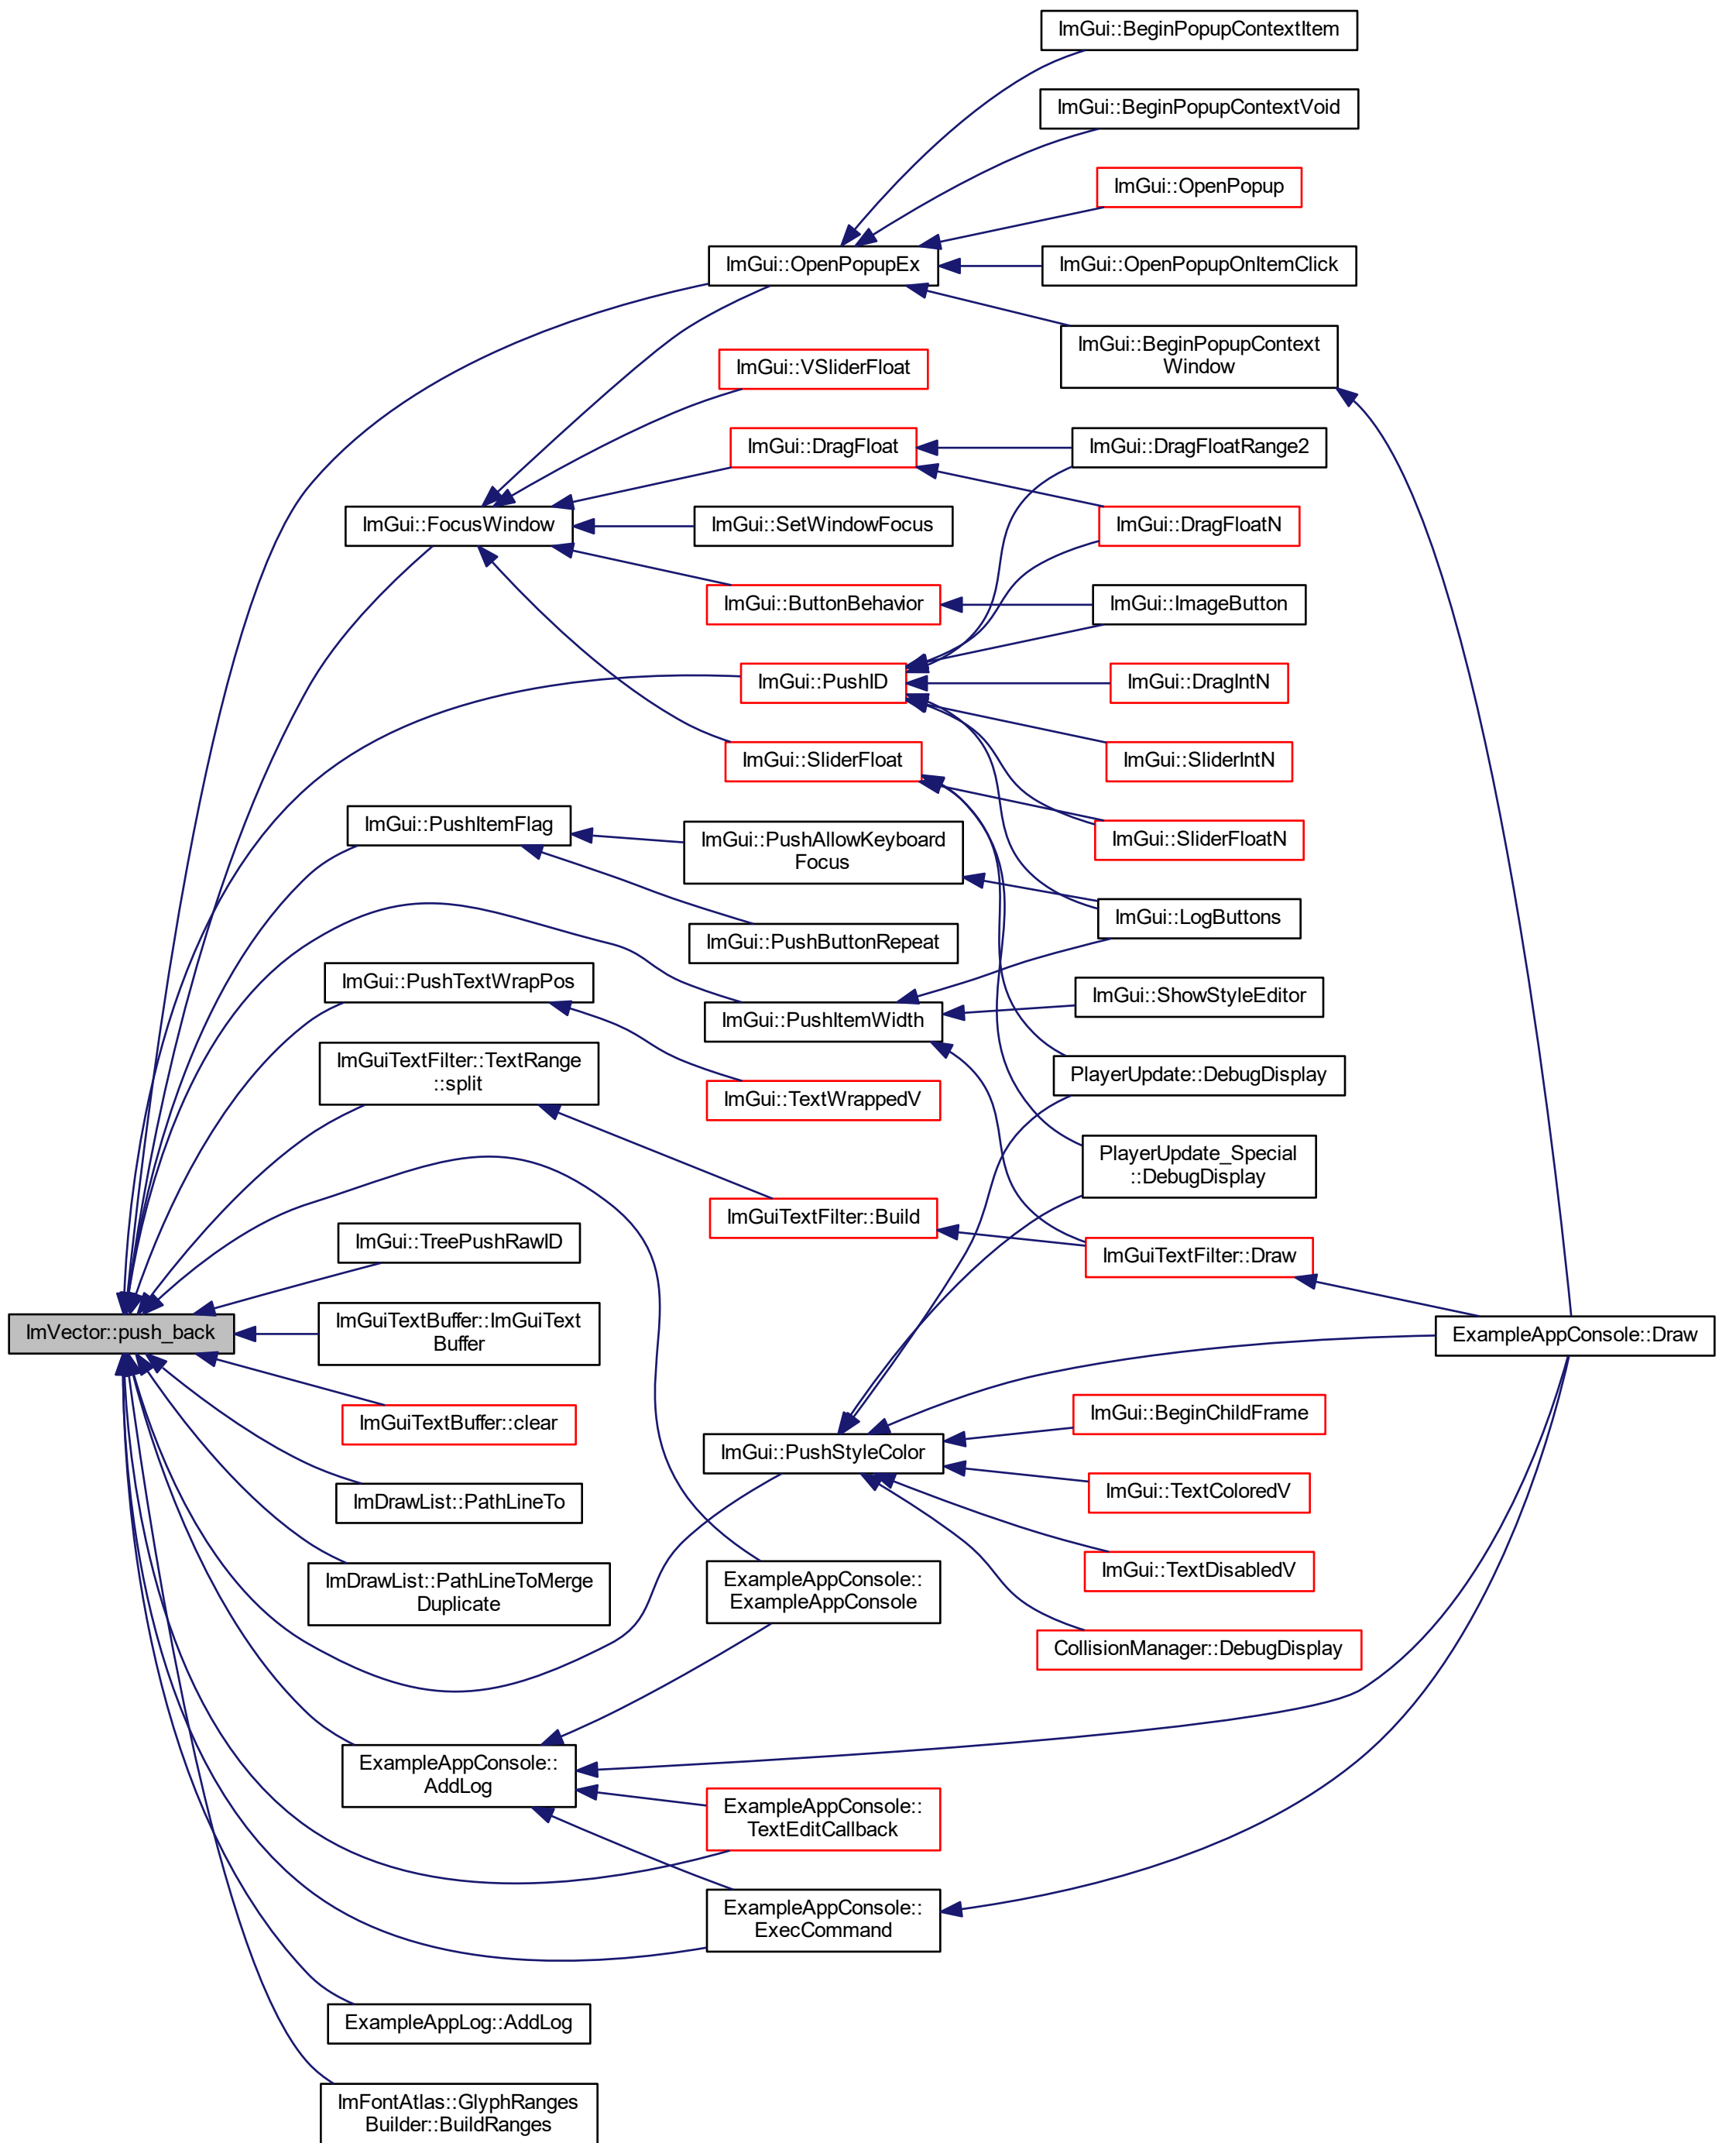 ImGui::BeginPopupContextItem
ImGui::BeginPopupContextVoid
ImGui::OpenPopup
ImGui::OpenPopupEx
ImGui::OpenPopupOnItemClick
ImGui::BeginPopupContext
Window
ImGui::VSliderFloat
ImGui::DragFloat
ImGui::DragFloatRange2
ImGui::FocusWindow
ImGui::SetWindowFocus
ImGui::DragFloatN
ImGui::ButtonBehavior
ImGui::ImageButton
ImGui::PushID
ImGui::DragIntN
ImGui::SliderFloat
ImGui::SliderIntN
ImGui::PushItemFlag
ImGui::PushAllowKeyboard
Focus
ImGui::SliderFloatN
ImGui::PushButtonRepeat
ImGui::LogButtons
ImGui::PushTextWrapPos
ImGui::PushItemWidth
ImGui::ShowStyleEditor
ImGuiTextFilter::TextRange
::split
ImGui::TextWrappedV
PlayerUpdate::DebugDisplay
PlayerUpdate_Special
::DebugDisplay
ImGuiTextFilter::Build
ImGui::TreePushRawID
ImGuiTextFilter::Draw
ImVector::push_back
ImGuiTextBuffer::ImGuiText
Buffer
ExampleAppConsole::Draw
ImGuiTextBuffer::clear
ImGui::PushStyleColor
ImGui::BeginChildFrame
ImDrawList::PathLineTo
ImGui::TextColoredV
ImDrawList::PathLineToMerge
Duplicate
ExampleAppConsole::
ExampleAppConsole
ImGui::TextDisabledV
CollisionManager::DebugDisplay
ExampleAppConsole::
AddLog
ExampleAppConsole::
TextEditCallback
ExampleAppConsole::
ExecCommand
ExampleAppLog::AddLog
ImFontAtlas::GlyphRanges
Builder::BuildRanges